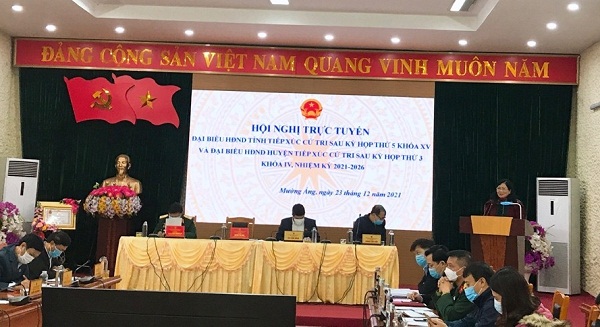 ĐẢNG CỘNG SẢN VIỆT NAM QUANG VINH MUÔN NĂM
HỘI NGHỊ TRỰC TUYẾN
ĐẠI BIỂU HĐND TỈNH TIẾP XÚC CỬ TRI SAU KỲ HỌP THỨ 5 KHÓA XV
VÀ ĐẠI BIỂU HĐND HUYỆN TIẾP XÚC CỬ TRI SAU KỲ HỌP THỨ 3
KHÓA IV, NHIỆM KỲ 2021-2026
Mường Ảng, ngày 23 tháng 12 năm 2021